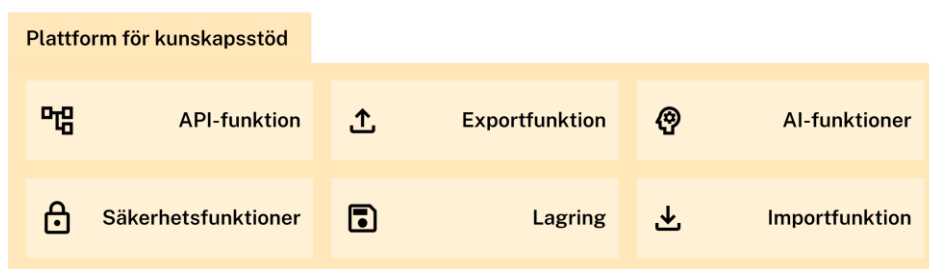 Plattform för kunskapsstöd
API-funktion
Exportfunktion
AI-funktioner
Säkerhetsfunktioner
Lagring
Importfunktion